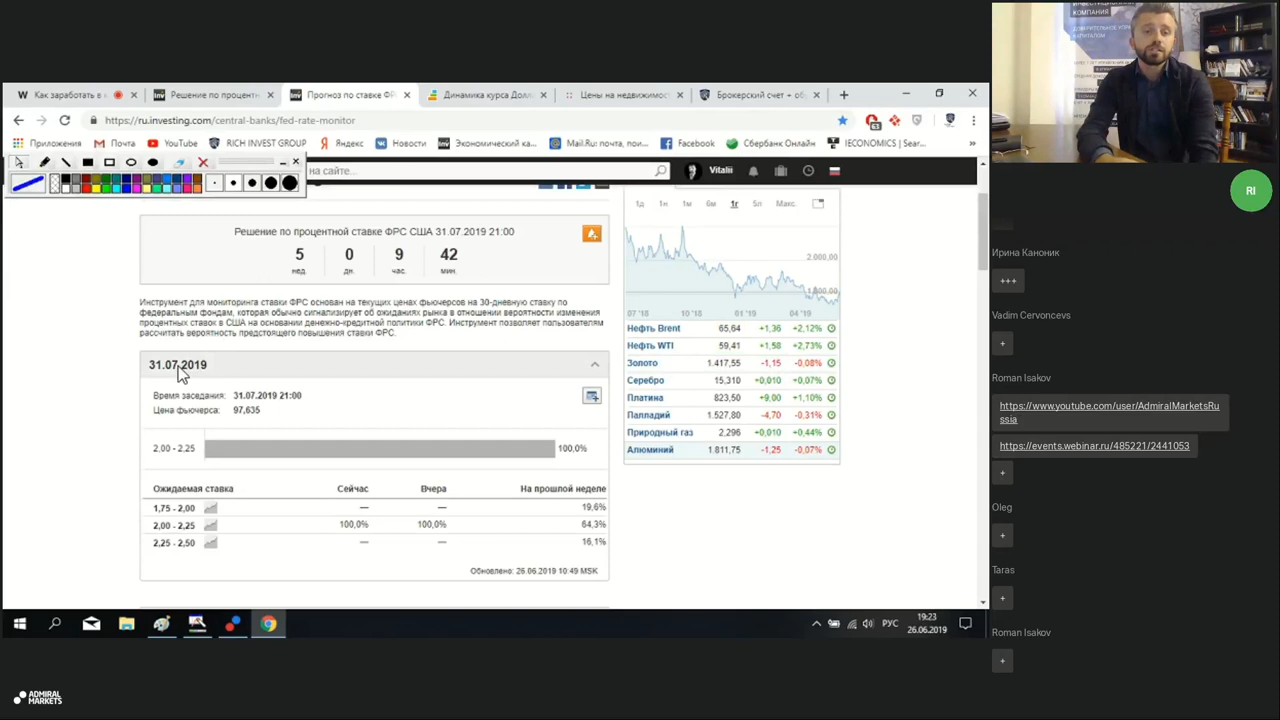 Как заработать в
Решение по процентн
Прогноз по ставке ФР
Динамика курса Долл
Цены на недвижимос
Брокерский счет + об
https://ru.investing.com/central-banks/fed-rate-monitor
Приложения
Почта
YouTube
RICH INVEST GROUP
Яндекс
Новости
Экономический ка...
Mail.Ru: почта, пои...
Facebook
Сбербанк Онлайн
IECONOMICS | Sear...
на сайте...
Vitalii
Решение по процентной ставке ФРС США 31.07.2019 21:00
5 0 9 42
нед. дн. час. мин.
Инструмент для мониторинга ставки ФРС основан на текущих ценах фьючерсов на 30-дневную ставку по
федеральным фондам, которая обычно сигнализирует об ожиданиях рынка в отношении вероятности изменения
процентных ставок в США на основании денежно-кредитной политики ФРС. Инструмент позволяет пользователям
рассчитать вероятность предстоящего повышения ставки ФРС.
31.07.2019
Время заседания: 31.07.2019 21:00
Цена фьючерса: 97,635
2,00 - 2,25 100,0%
Ожидаемая ставка Сейчас Вчера На прошлой неделе
1,75 - 2,00 — — 19,6%
2,00 - 2,25 100,0% 100,0% 64,3%
2,25 - 2,50 — — 16,1%
Обновлено: 26.06.2019 10:49 MSK
1д 1н 1м 6м 1г 5л Макс.
2.000,00
07 '18 10 '18 01 '19 04 '19
Нефть Brent 65,64 +1,36 +2,12%
Нефть WTI 59,41 +1,58 +2,73%
Золото 1.417,55 -1,15 -0,08%
Серебро 15,310 +0,010 +0,07%
Платина 823,50 +9,00 +1,10%
Палладий 1.527,80 -4,70 -0,31%
Природный газ 2,296 +0,010 +0,44%
Алюминий 1.811,75 -1,25 -0,07%
РУС
19:23
26.06.2019
ADMIRAL
MARKETS
КОМПАНИЯ
RI
Ирина Каноник
+++
Vadim Cervoncevs
+
Roman Isakov
https://www.youtube.com/user/AdmiralMarketsRu
ssia
https://events.webinar.ru/485221/2441053
+
Oleg
+
Taras
+
Roman Isakov
+